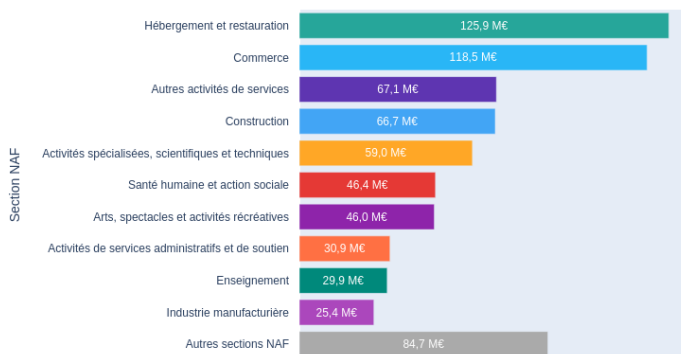 Section NAF
Hébergement et restauration 125,9 M€
Commerce 118,5 M€
Autres activités de services 67,1 M€
Construction 66,7 M€
Activités spécialisées, scientifiques et techniques 59,0 M€
Santé humaine et action sociale 46,4 M€
Arts, spectacles et activités récréatives 46,0 M€
Activités de services administratifs et de soutien 30,9 M€
Enseignement 29,9 M€
Industrie manufacturière 25,4 M€
Autres sections NAF 84,7 M€